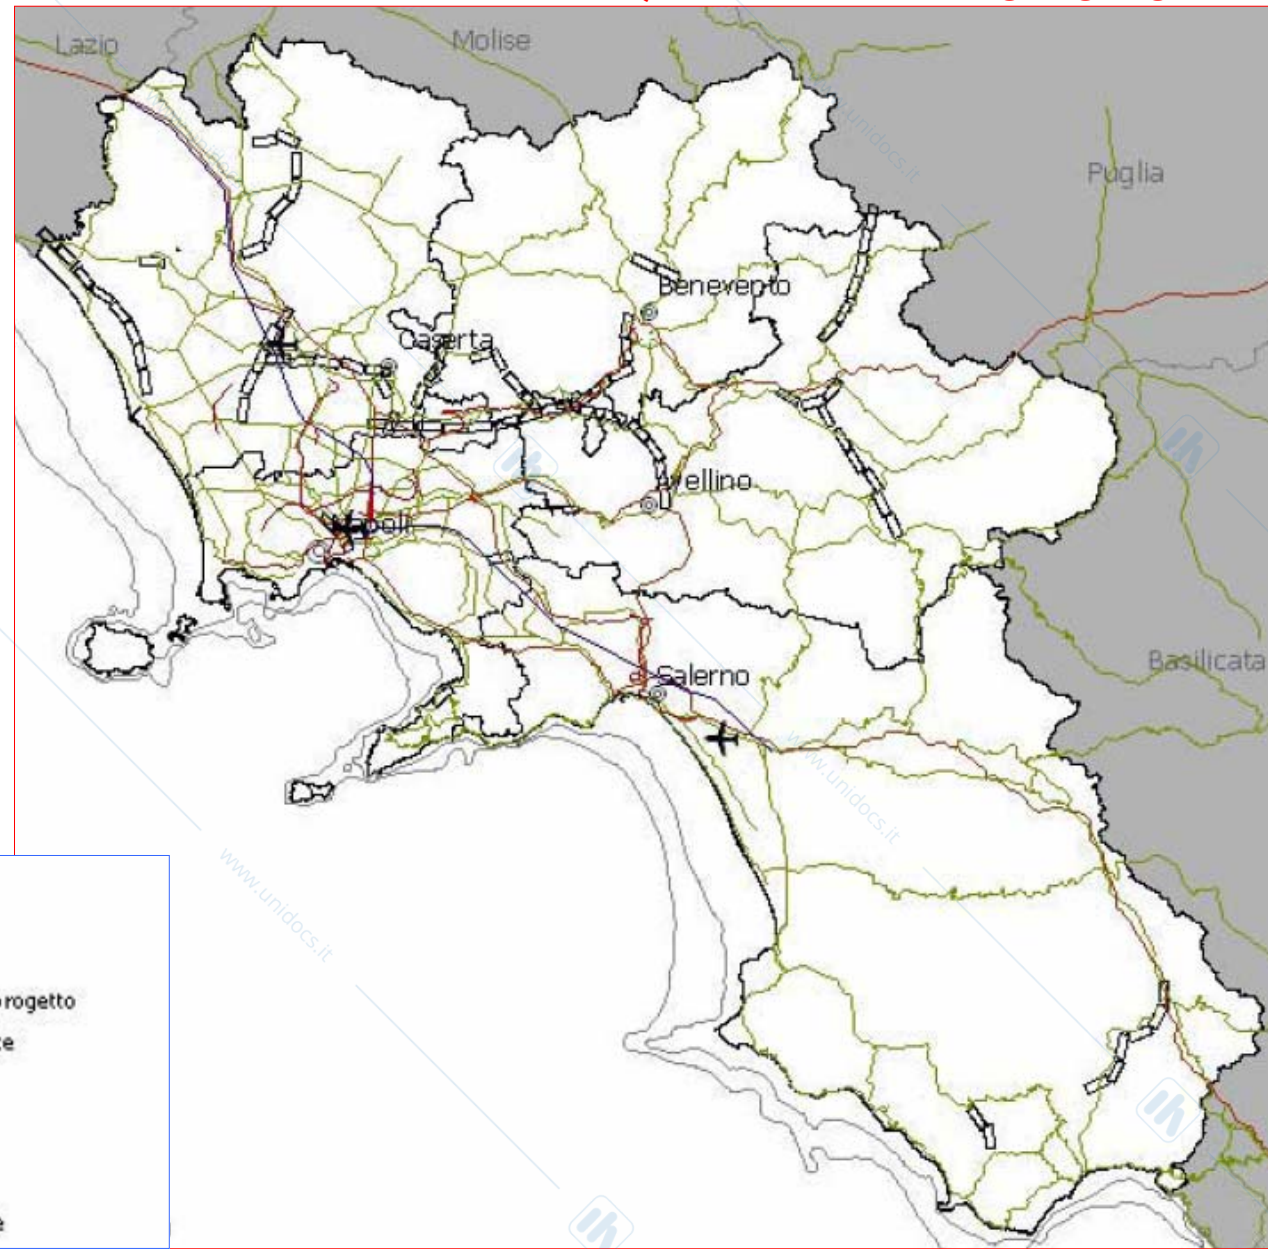 Lazio
Molise
Puglia
Benevento
Caserta
Avellino
Napoli
Salerno
Basilicata
www.unidocs.it
www.unidocs.it
www.unidocs.it
rogetto